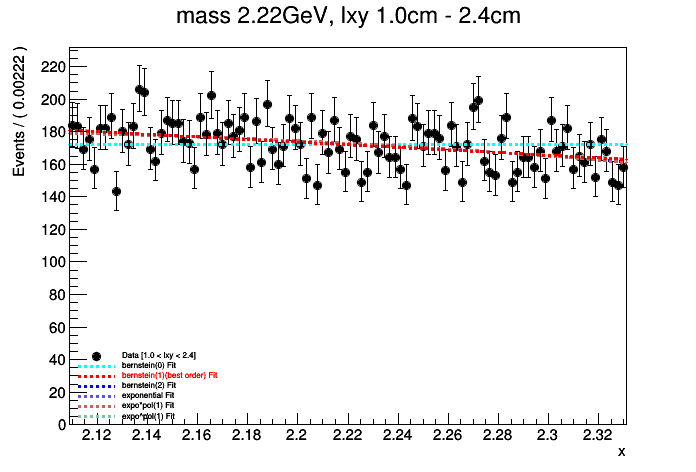 mass 2.22GeV, lxy 1.0cm - 2.4cm
Events / ( 0.00222 )
220
200
180
160
140
120
100
80
60
40
20
0
Data [1.0 < lxy < 2.4]
bernstein(0) Fit
bernstein(1)(best order) Fit
bernstein(2) Fit
exponential Fit
expo*pol(1) Fit
expo^pol(1) Fit
2.12 2.14 2.16 2.18 2.2 2.22 2.24 2.26 2.28 2.3 2.32
x